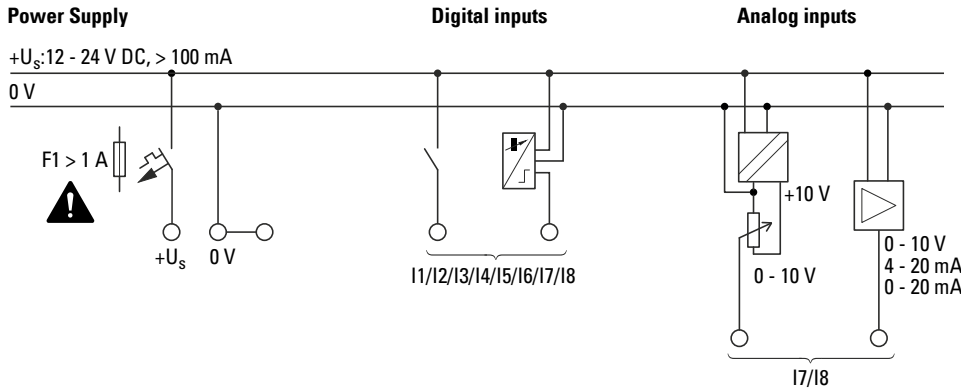 Power Supply
Digital inputs
Analog inputs
+Us:12 - 24 V DC, > 100 mA
0 V
F1 > 1 A
+Us
0 V
I1/I2/I3/I4/I5/I6/I7/I8
+10 V
0 - 10 V
0 - 10 V
4 - 20 mA
0 - 20 mA
I7/I8